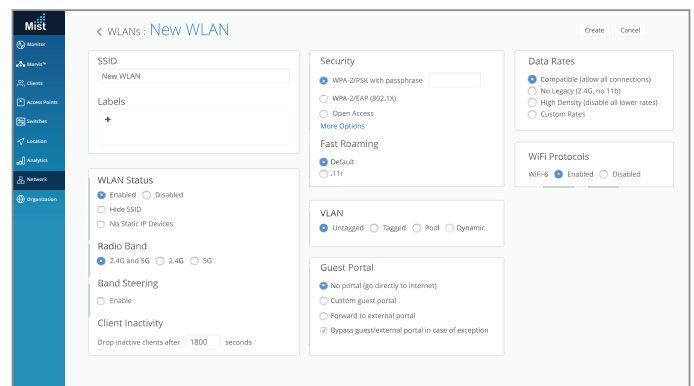 Mist
WLANs : New WLAN
Create Cancel
Monitor
Marvis™
Clients
Access Points
Switches
Location
Analytics
Network
Organization
SSID
New WLAN
Labels
+
WLAN Status
Enabled Disabled
Hide SSID
No Static IP Devices
Radio Band
2.4G and 5G 2.4G 5G
Band Steering
Enable
Client Inactivity
Drop inactive clients after 1800 seconds
Security
WPA-2/PSK with passphrase
WPA-2/EAP (802.1X)
Open Access
More Options
Fast Roaming
Default
.11r
VLAN
Untagged Tagged Pool Dynamic
Guest Portal
No portal (go directly to internet)
Custom guest portal
Forward to external portal
Bypass guest/external portal in case of exception
Data Rates
Compatible (allow all connections)
No Legacy (2.4G, no 11b)
High Density (disable all lower rates)
Custom Rates
WiFi Protocols
WiFi-6 Enabled Disabled